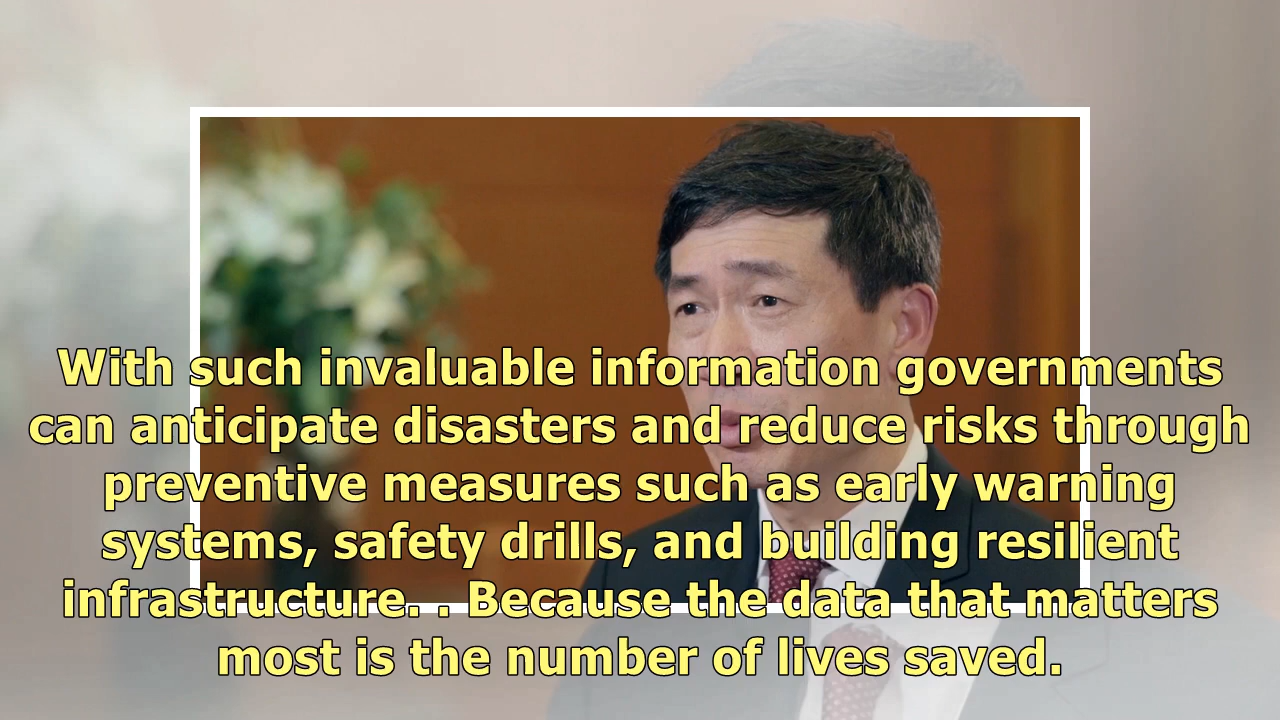 With such invaluable information governments
can anticipate disasters and reduce risks through
preventive measures such as early warning
systems, safety drills, and building resilient
infrastructure. . Because the data that matters
most is the number of lives saved.